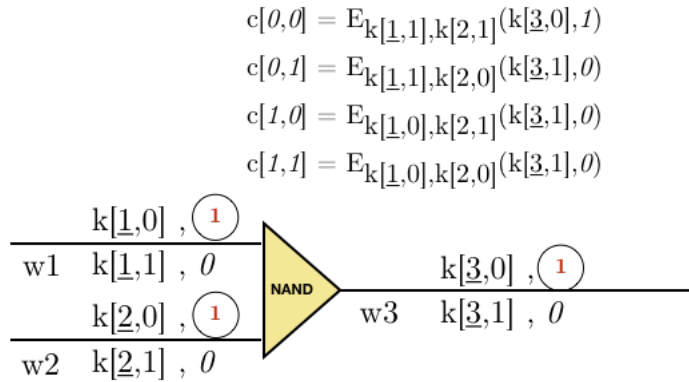 c[0,0] = E_k[1,1],k[2,1](k[3,0],1)
c[0,1] = E_k[1,1],k[2,0](k[3,1],0)
c[1,0] = E_k[1,0],k[2,1](k[3,1],0)
c[1,1] = E_k[1,0],k[2,0](k[3,1],0)
k[1,0] , 1
w1 k[1,1] , 0
NAND
k[2,0] , 1
w2 k[2,1] , 0
k[3,0] , 1
w3 k[3,1] , 0